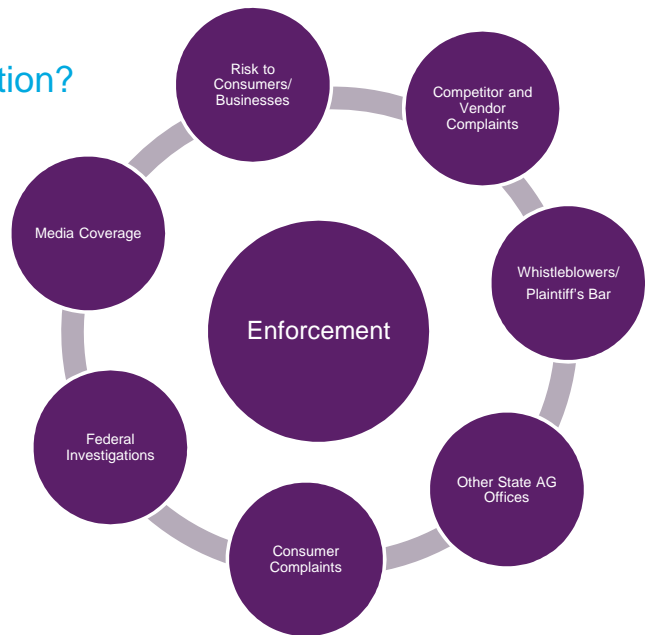 tion?
Risk to
Consumers/
Businesses
Competitor and
Vendor
Complaints
Media Coverage
Whistleblowers/
Plaintiff's Bar
Enforcement
Federal
Investigations
Other State AG
Offices
Consumer
Complaints